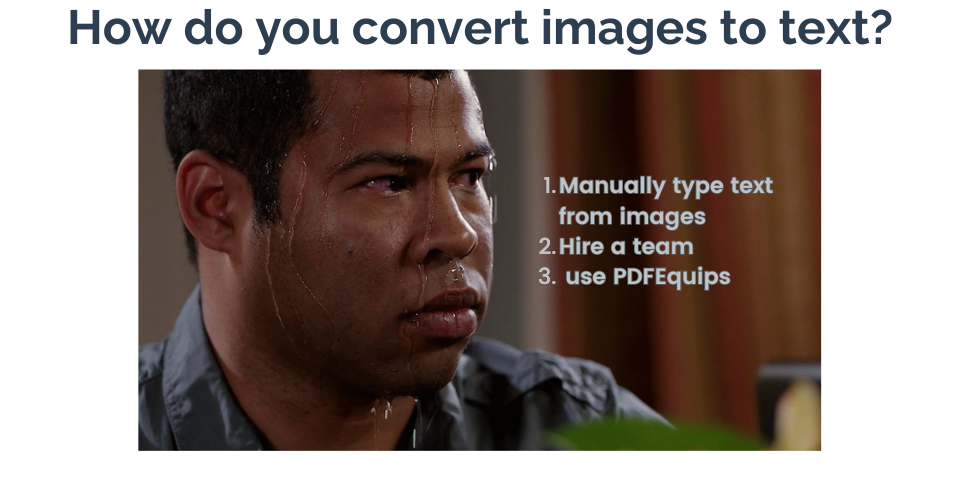 How do you convert images to text?
1. Manually type text
from images
2. Hire a team
3. use PDFEquips